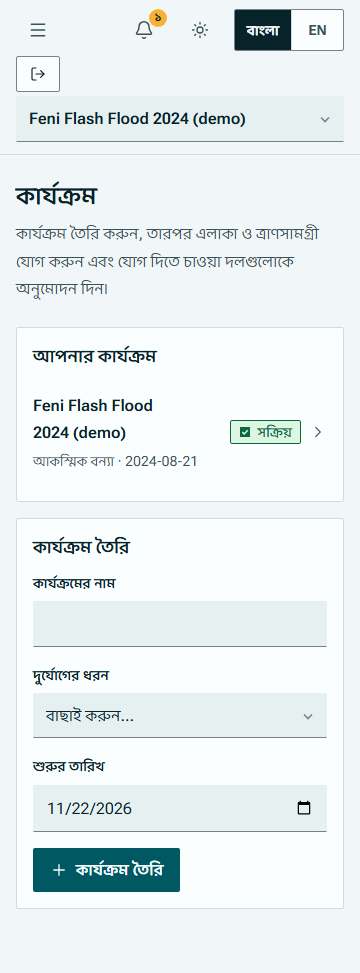 ১
বাংলা
EN
Feni Flash Flood 2024 (demo)
কার্যক্রম
কার্যক্রম তৈরি করুন, তারপর এলাকা ও ত্রাণসামগ্রী
যোগ করুন এবং যোগ দিতে চাওয়া দলগুলোকে
অনুমোদন দিন।
আপনার কার্যক্রম
Feni Flash Flood
2024 (demo)
সক্রিয়
আকস্মিক বন্যা · 2024-08-21
কার্যক্রম তৈরি
কার্যক্রমের নাম
দুর্যোগের ধরন
বাছাই করুন...
শুরুর তারিখ
11/22/2026
কার্যক্রম তৈরি